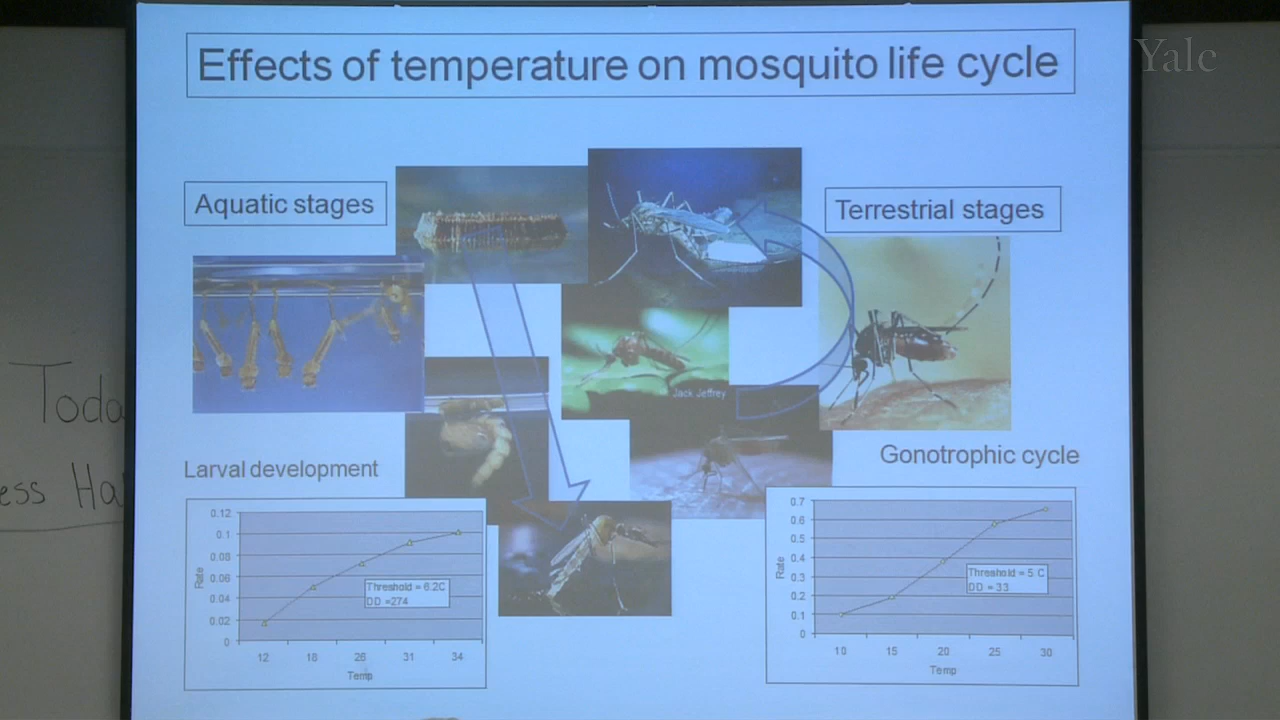 Effects of temperature on mosquito life cycle
Yale
Aquatic stages
Terrestrial stages
Jack Jeffrey
Toda
ess Ha
Larval development
Gonotrophic cycle
0.12
0.1
0.08
0.06
0.04
0.02
0
Rate
Threshold = 6.2C
DD =274
12 18 26 31 34
Temp
0.7
0.6
0.5
0.4
0.3
0.2
0.1
0
Rate
Threshold = 5 C
DD = 33
10 15 20 25 30
Temp